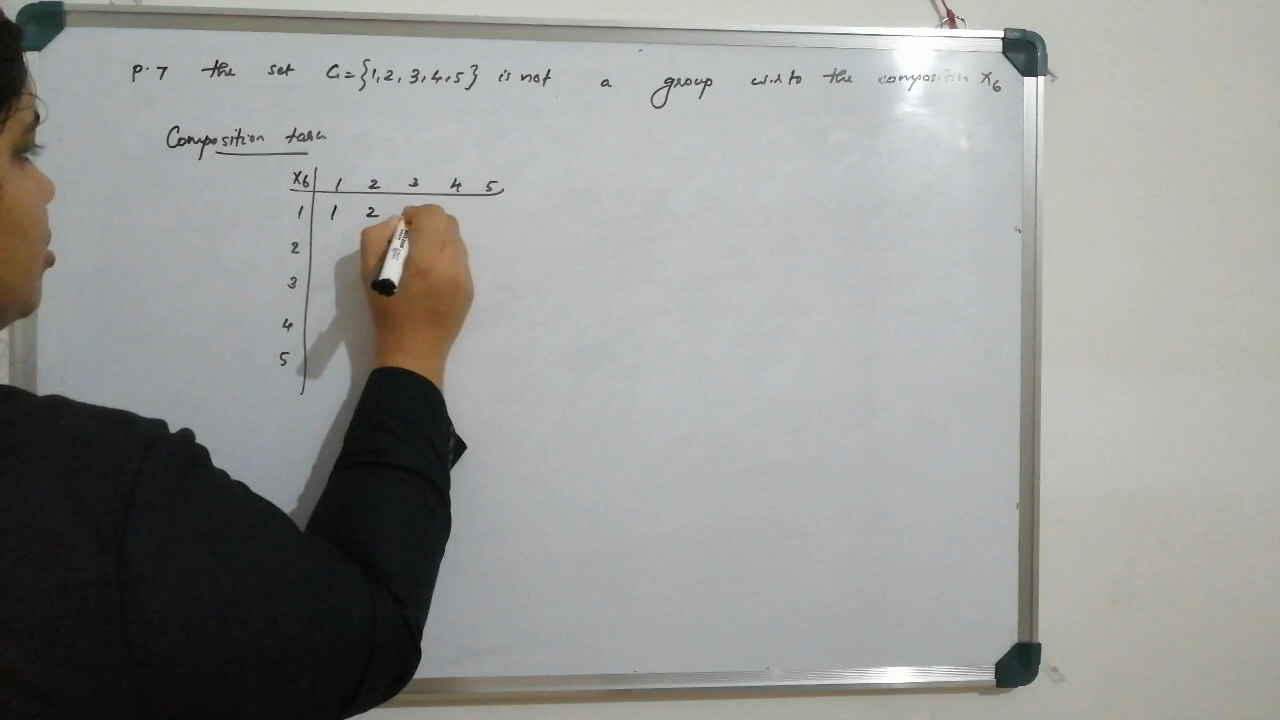 P.7 the set G={1,2,3,4,5} is not a group w.r.to the composition X6
Composition
X6 1 2 3 4 5
1 1 2
2
3
4
5